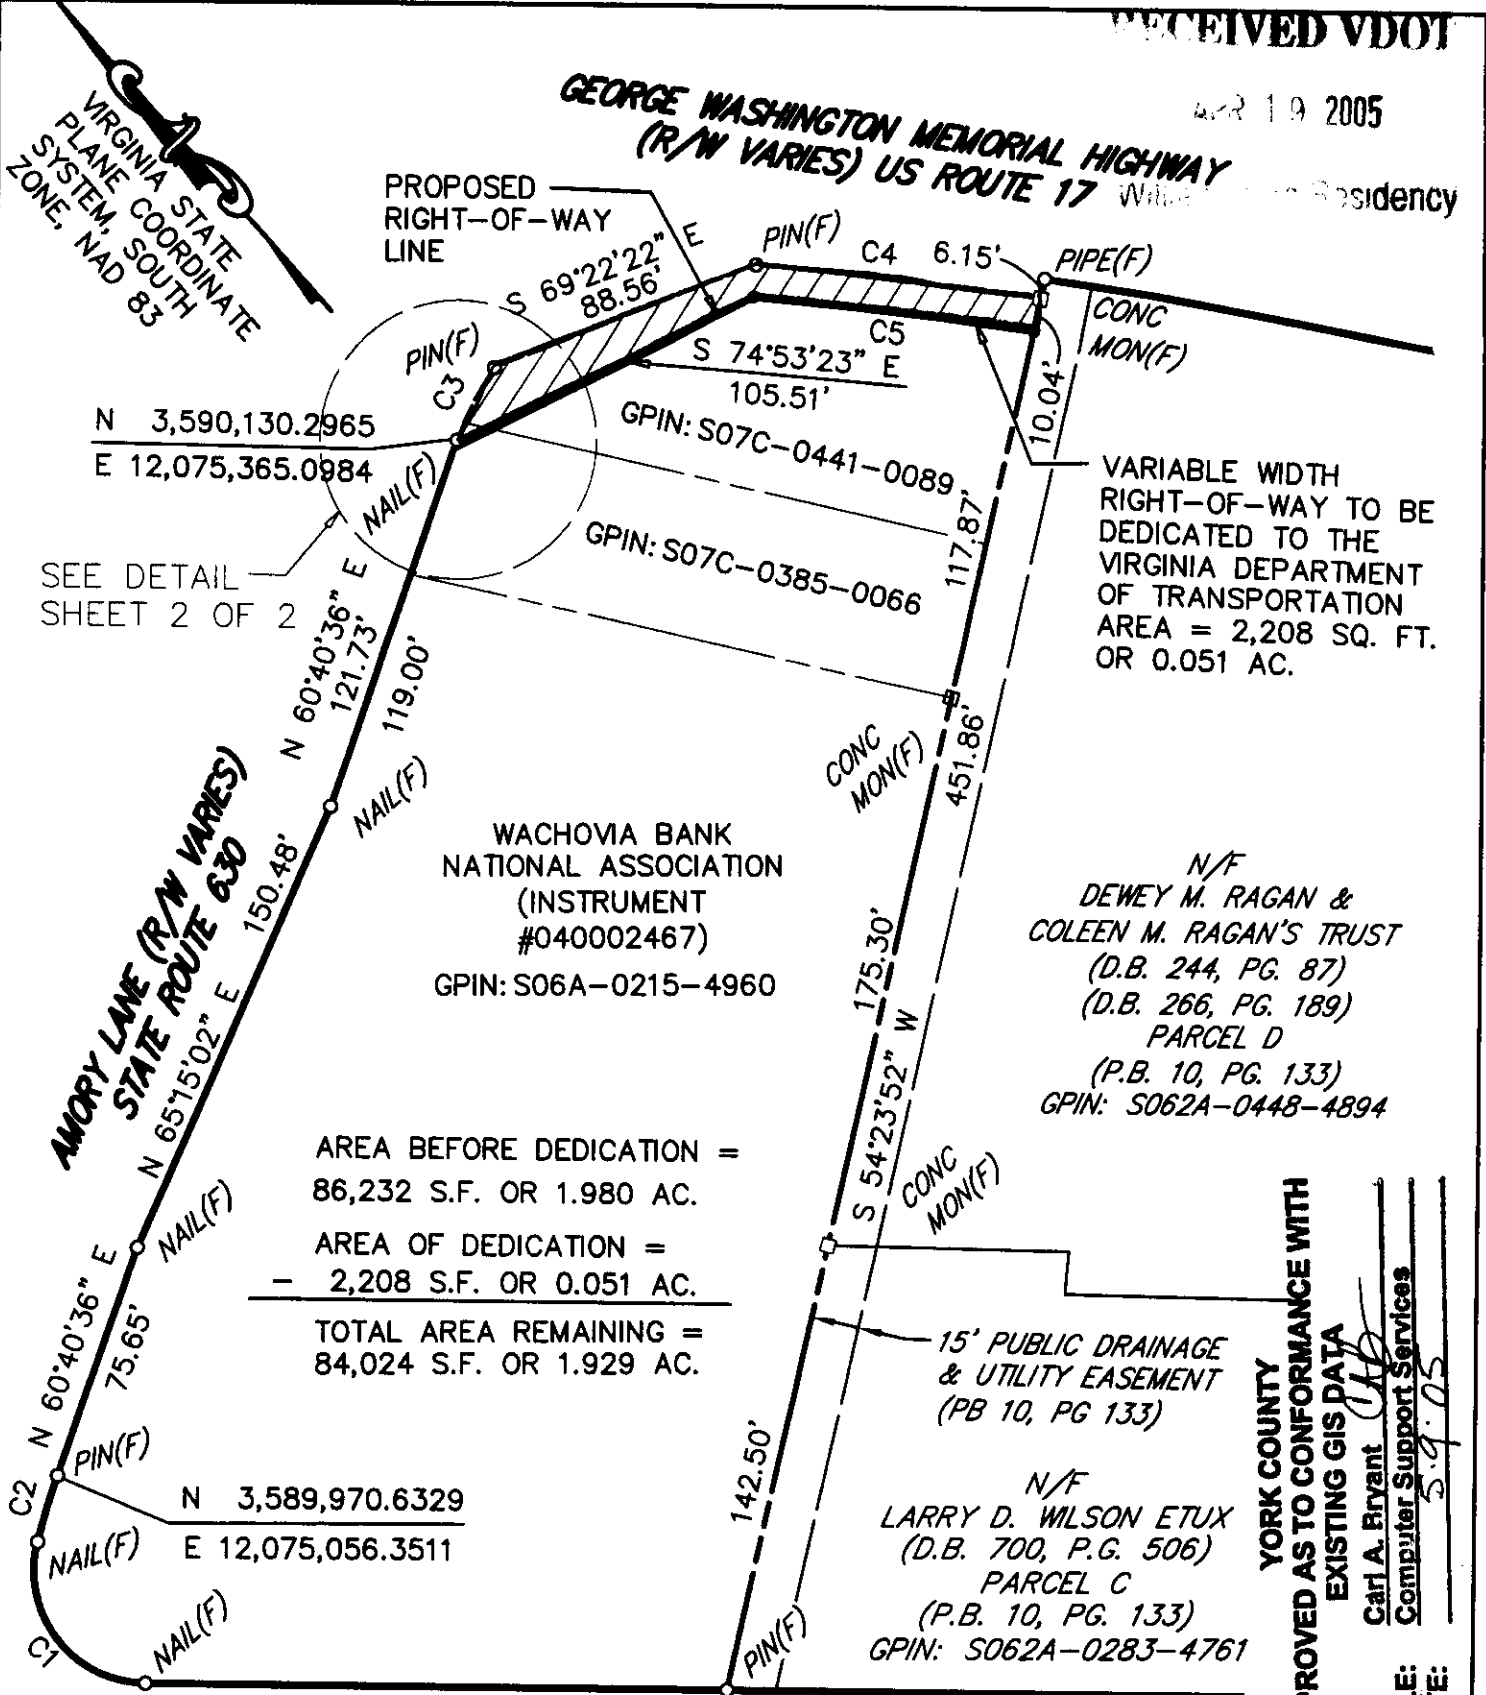 RECEIVED VDOT
APR 19 2005
Residency
VIRGINIA STATE
PLANE COORDINATE
SYSTEM, SOUTH
ZONE, NAD 83
GEORGE WASHINGTON MEMORIAL HIGHWAY
(R/W VARIES) US ROUTE 17
PROPOSED
RIGHT-OF-WAY
LINE
S 69°22'22" E
88.56'
PIN(F)
C4
6.15'
PIPE(F)
CONC
MON(F)
PIN(F)
C3
C5
S 74°53'23" E
105.51'
10.04'
N 3,590,130.2965
E 12,075,365.0984
NAIL(F)
GPIN: S07C-0441-0089
GPIN: S07C-0385-0066
117.87'
VARIABLE WIDTH
RIGHT-OF-WAY TO BE
DEDICATED TO THE
VIRGINIA DEPARTMENT
OF TRANSPORTATION
AREA = 2,208 SQ. FT.
OR 0.051 AC.
SEE DETAIL
SHEET 2 OF 2
N 60°40'36" E
121.73'
119.00'
NAIL(F)
CONC
MON(F)
451.86'
AMORY LANE (R/W VARIES)
STATE ROUTE 630
150.48'
N 65°15'02" E
WACHOVIA BANK
NATIONAL ASSOCIATION
(INSTRUMENT
#040002467)
GPIN: S06A-0215-4960
175.30'
S 54°23'52" W
N/F
DEWEY M. RAGAN &
COLEEN M. RAGAN'S TRUST
(D.B. 244, PG. 87)
(D.B. 266, PG. 189)
PARCEL D
(P.B. 10, PG. 133)
GPIN: S062A-0448-4894
AREA BEFORE DEDICATION =
86,232 S.F. OR 1.980 AC.
AREA OF DEDICATION =
- 2,208 S.F. OR 0.051 AC.
TOTAL AREA REMAINING =
84,024 S.F. OR 1.929 AC.
CONC
MON(F)
NAIL(F)
N 60°40'36" E
75.65'
PIN(F)
15' PUBLIC DRAINAGE
& UTILITY EASEMENT
(PB 10, PG 133)
142.50'
C2
N 3,589,970.6329
E 12,075,056.3511
NAIL(F)
C1
NAIL(F)
PIN(F)
N/F
LARRY D. WILSON ETUX
(D.B. 700, P.G. 506)
PARCEL C
(P.B. 10, PG. 133)
GPIN: S062A-0283-4761
YORK COUNTY
PROVED AS TO CONFORMANCE WITH
EXISTING GIS DATA
Carl A. Bryant CAB
LE: Computer Support Services
TE: 5.9.05